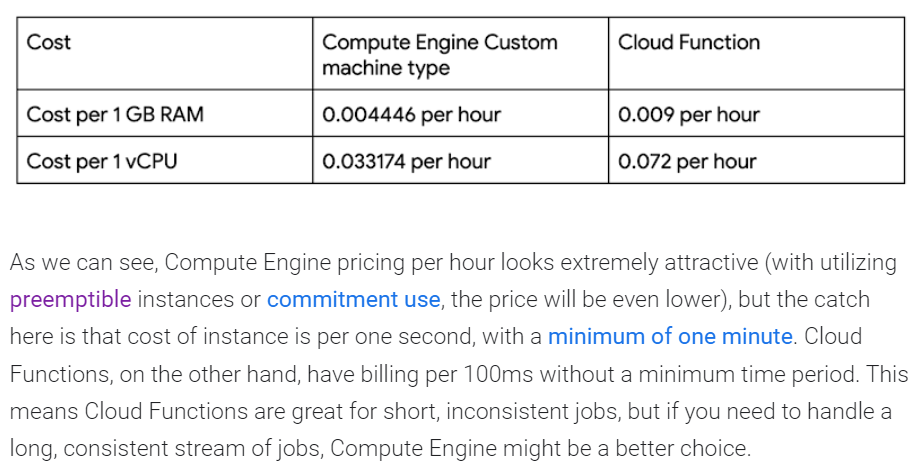 Cost Compute Engine Custom machine type Cloud Function
Cost per 1 GB RAM 0.004446 per hour 0.009 per hour
Cost per 1 vCPU 0.033174 per hour 0.072 per hour
As we can see, Compute Engine pricing per hour looks extremely attractive (with utilizing
preemptible instances or commitment use, the price will be even lower), but the catch
here is that cost of instance is per one second, with a minimum of one minute. Cloud
Functions, on the other hand, have billing per 100ms without a minimum time period. This
means Cloud Functions are great for short, inconsistent jobs, but if you need to handle a
long, consistent stream of jobs, Compute Engine might be a better choice.